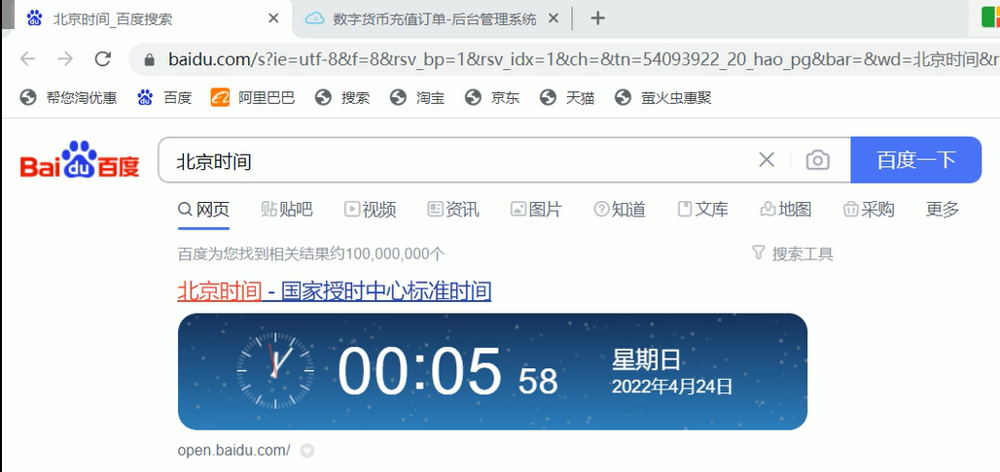 北京时间_百度搜索
数字货币充值订单-后台管理系统
baidu.com/s?ie=utf-8&f=8&rsv_bp=1&rsv_idx=1&ch=&tn=54093922_20_hao_pg&bar=&wd=北京时间&r
帮您淘优惠 百度 阿里巴巴 搜索 淘宝 京东 天猫 萤火虫惠聚
Bai du 百度 北京时间 百度一下
网页 贴吧 视频 资讯 图片 知道 文库 地图 采购 更多
百度为您找到相关结果约100,000,000个 搜索工具
北京时间 - 国家授时中心标准时间
00:05 58
星期日
2022年4月24日
open.baidu.com/